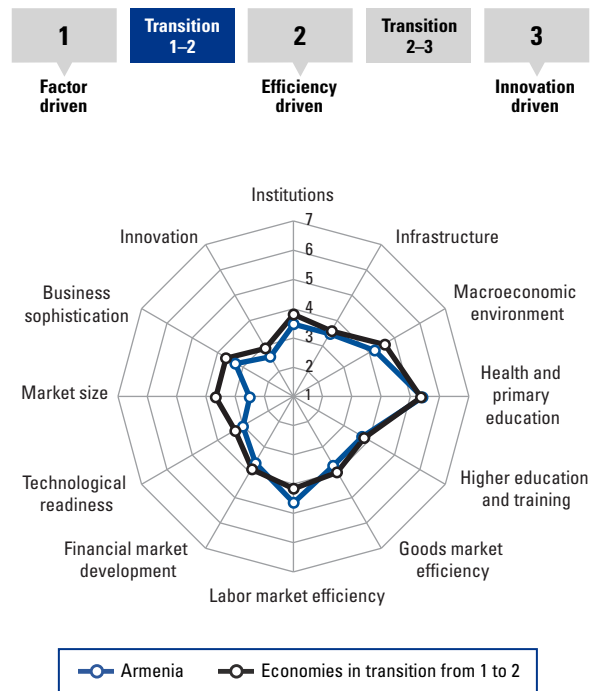 1
Transition
1–2
2
Transition
2–3
3
Factor
driven
Efficiency
driven
Innovation
driven
Institutions
7
Innovation
Infrastructure
6
5
Business
sophistication
Macroeconomic
environment
4
3
2
Market size
1
Health and
primary
education
Technological
readiness
Higher education
and training
Financial market
development
Goods market
efficiency
Labor market efficiency
Armenia
Economies in transition from 1 to 2